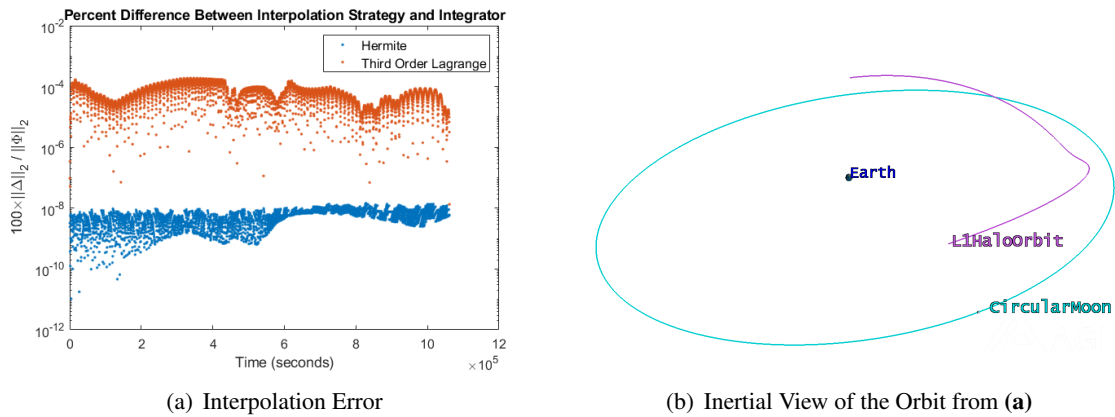 Percent Difference Between Interpolation Strategy and Integrator
Hermite
Third Order Lagrange
100×||Δ||₂ / ||Φ||₂
10⁻²
10⁻⁴
10⁻⁶
10⁻⁸
10⁻¹⁰
10⁻¹²
0 2 4 6 8 10 12
×10⁵
Time (seconds)
(a) Interpolation Error
Earth
L1HaloOrbit
CircularMoon
(b) Inertial View of the Orbit from (a)